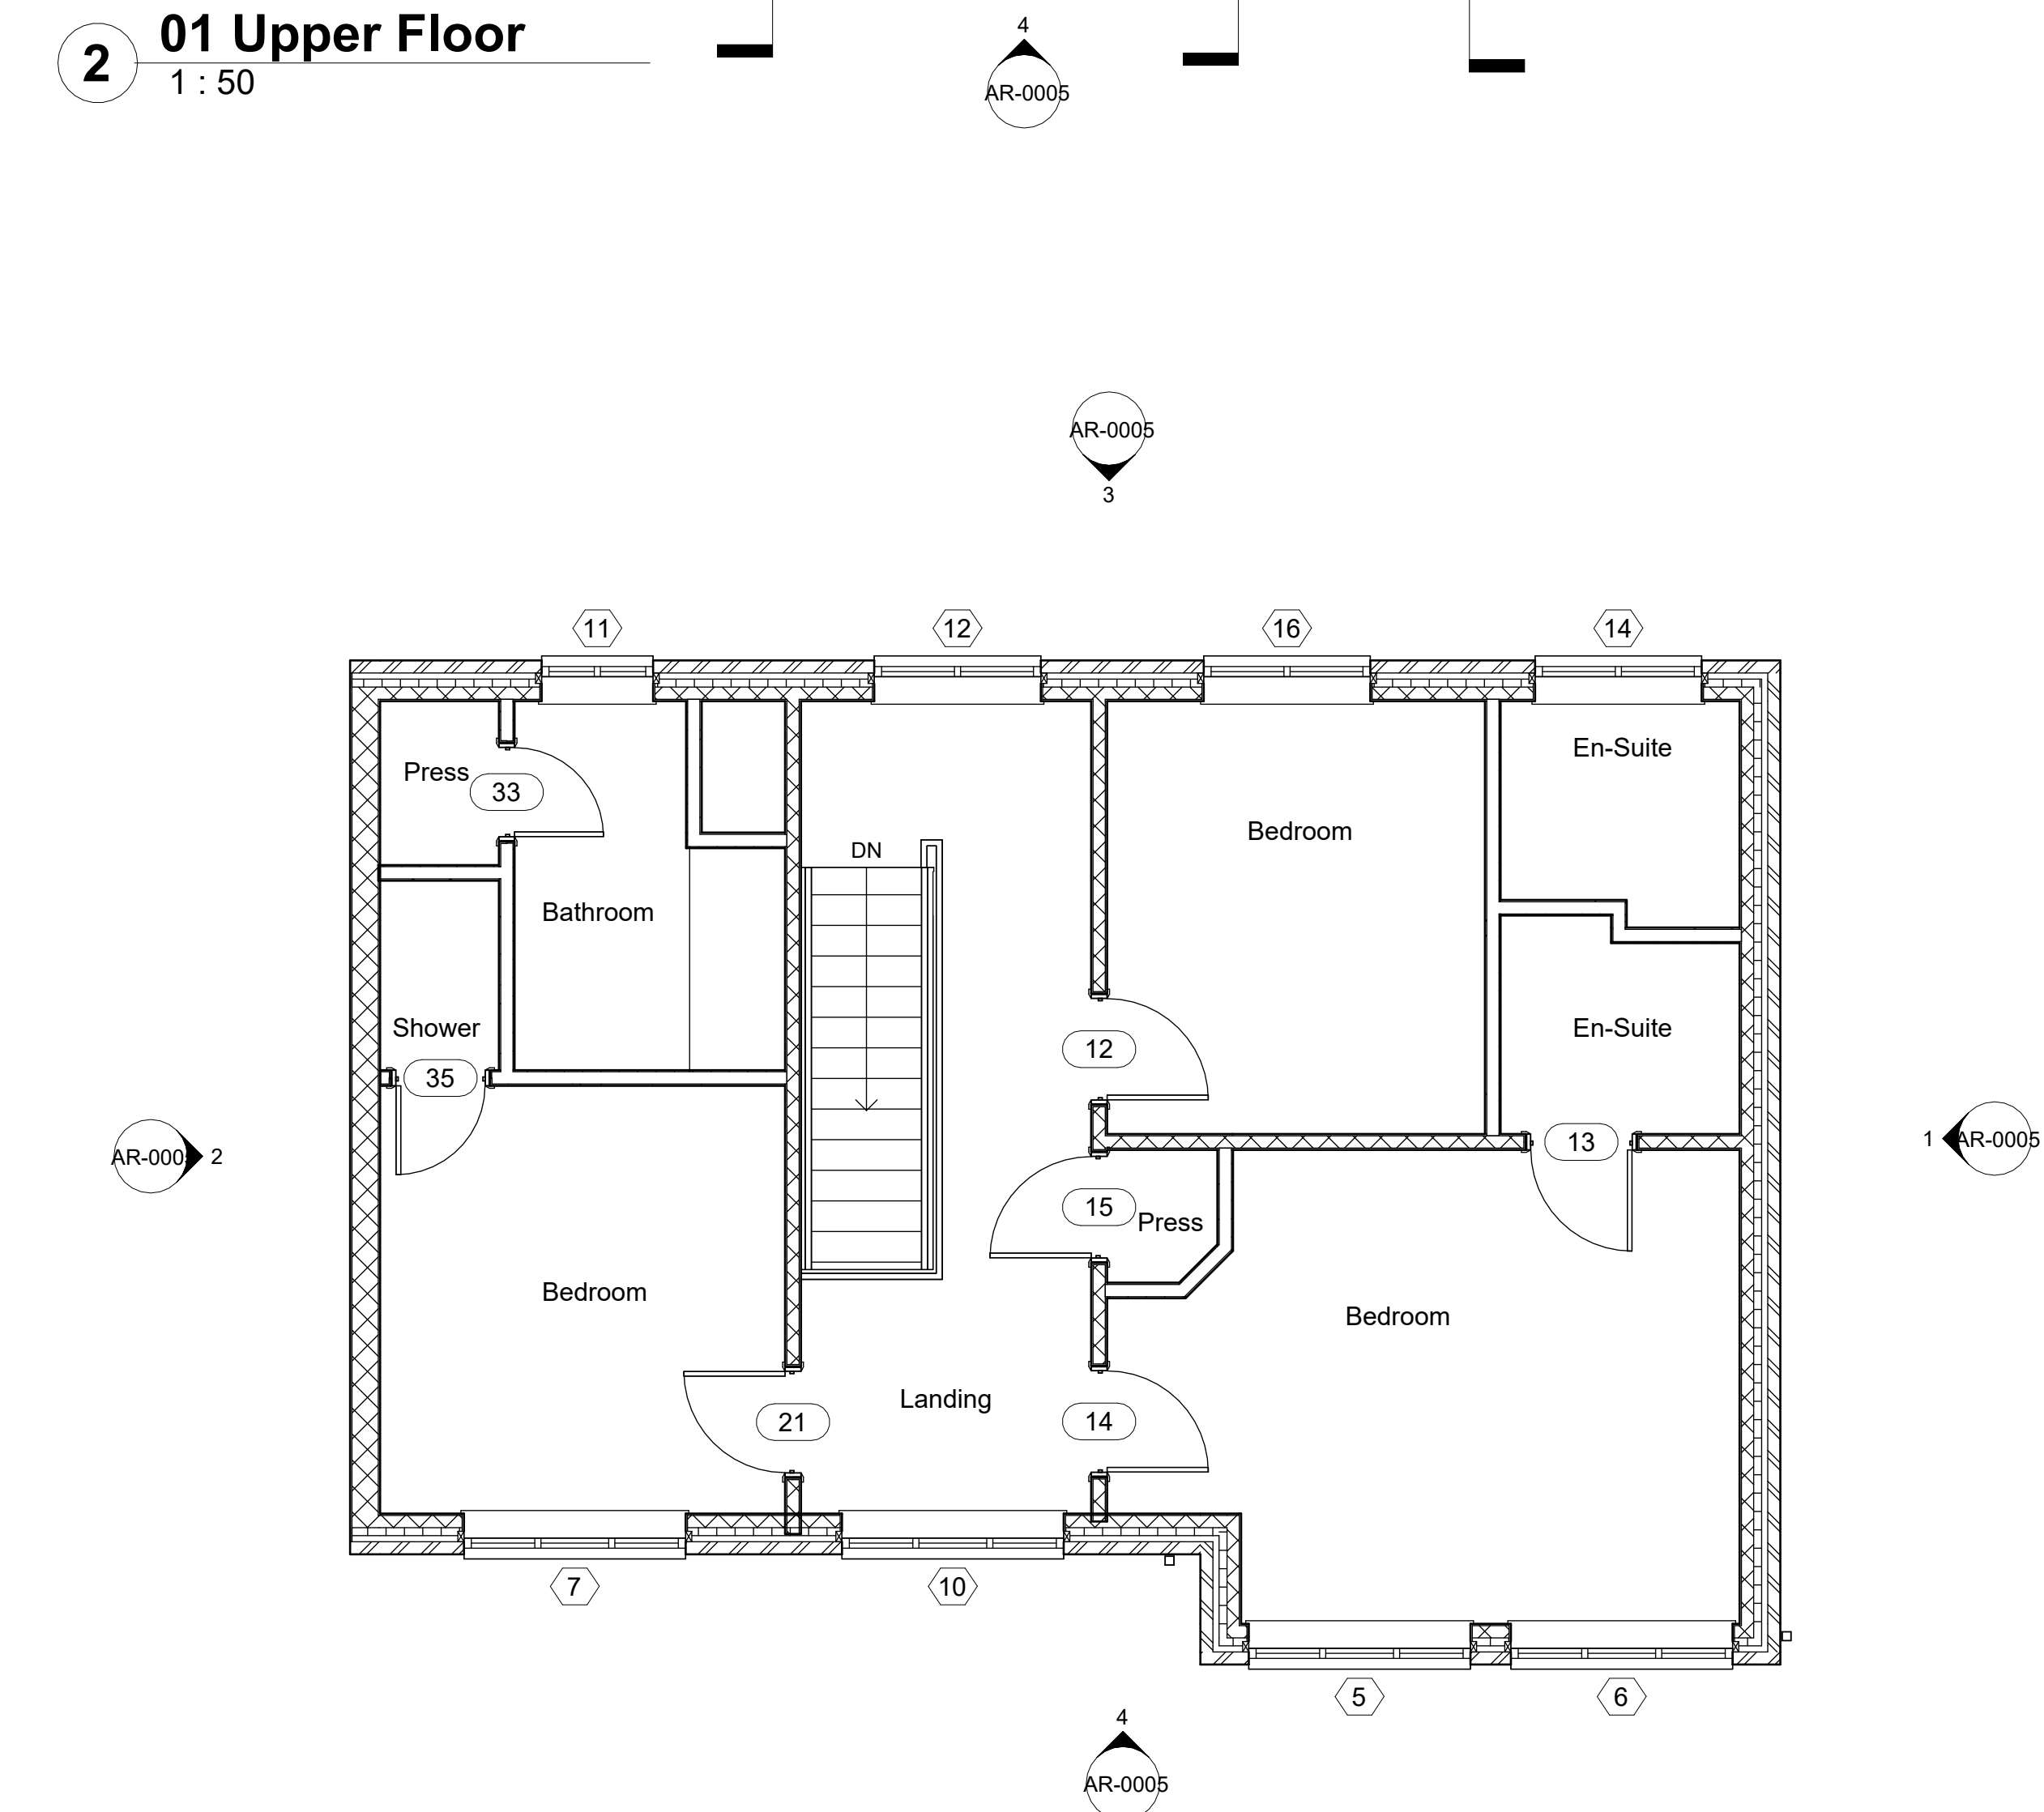 2
01 Upper Floor
1 : 50
4
AR-0005
AR-0005
3
11
12
16
14
En-Suite
Press
33
Bedroom
DN
Bathroom
Shower
En-Suite
12
35
13
1
AR-0005
AR-0005
2
15
Press
Bedroom
Bedroom
Landing
21
14
7
10
5
6
4
AR-0005